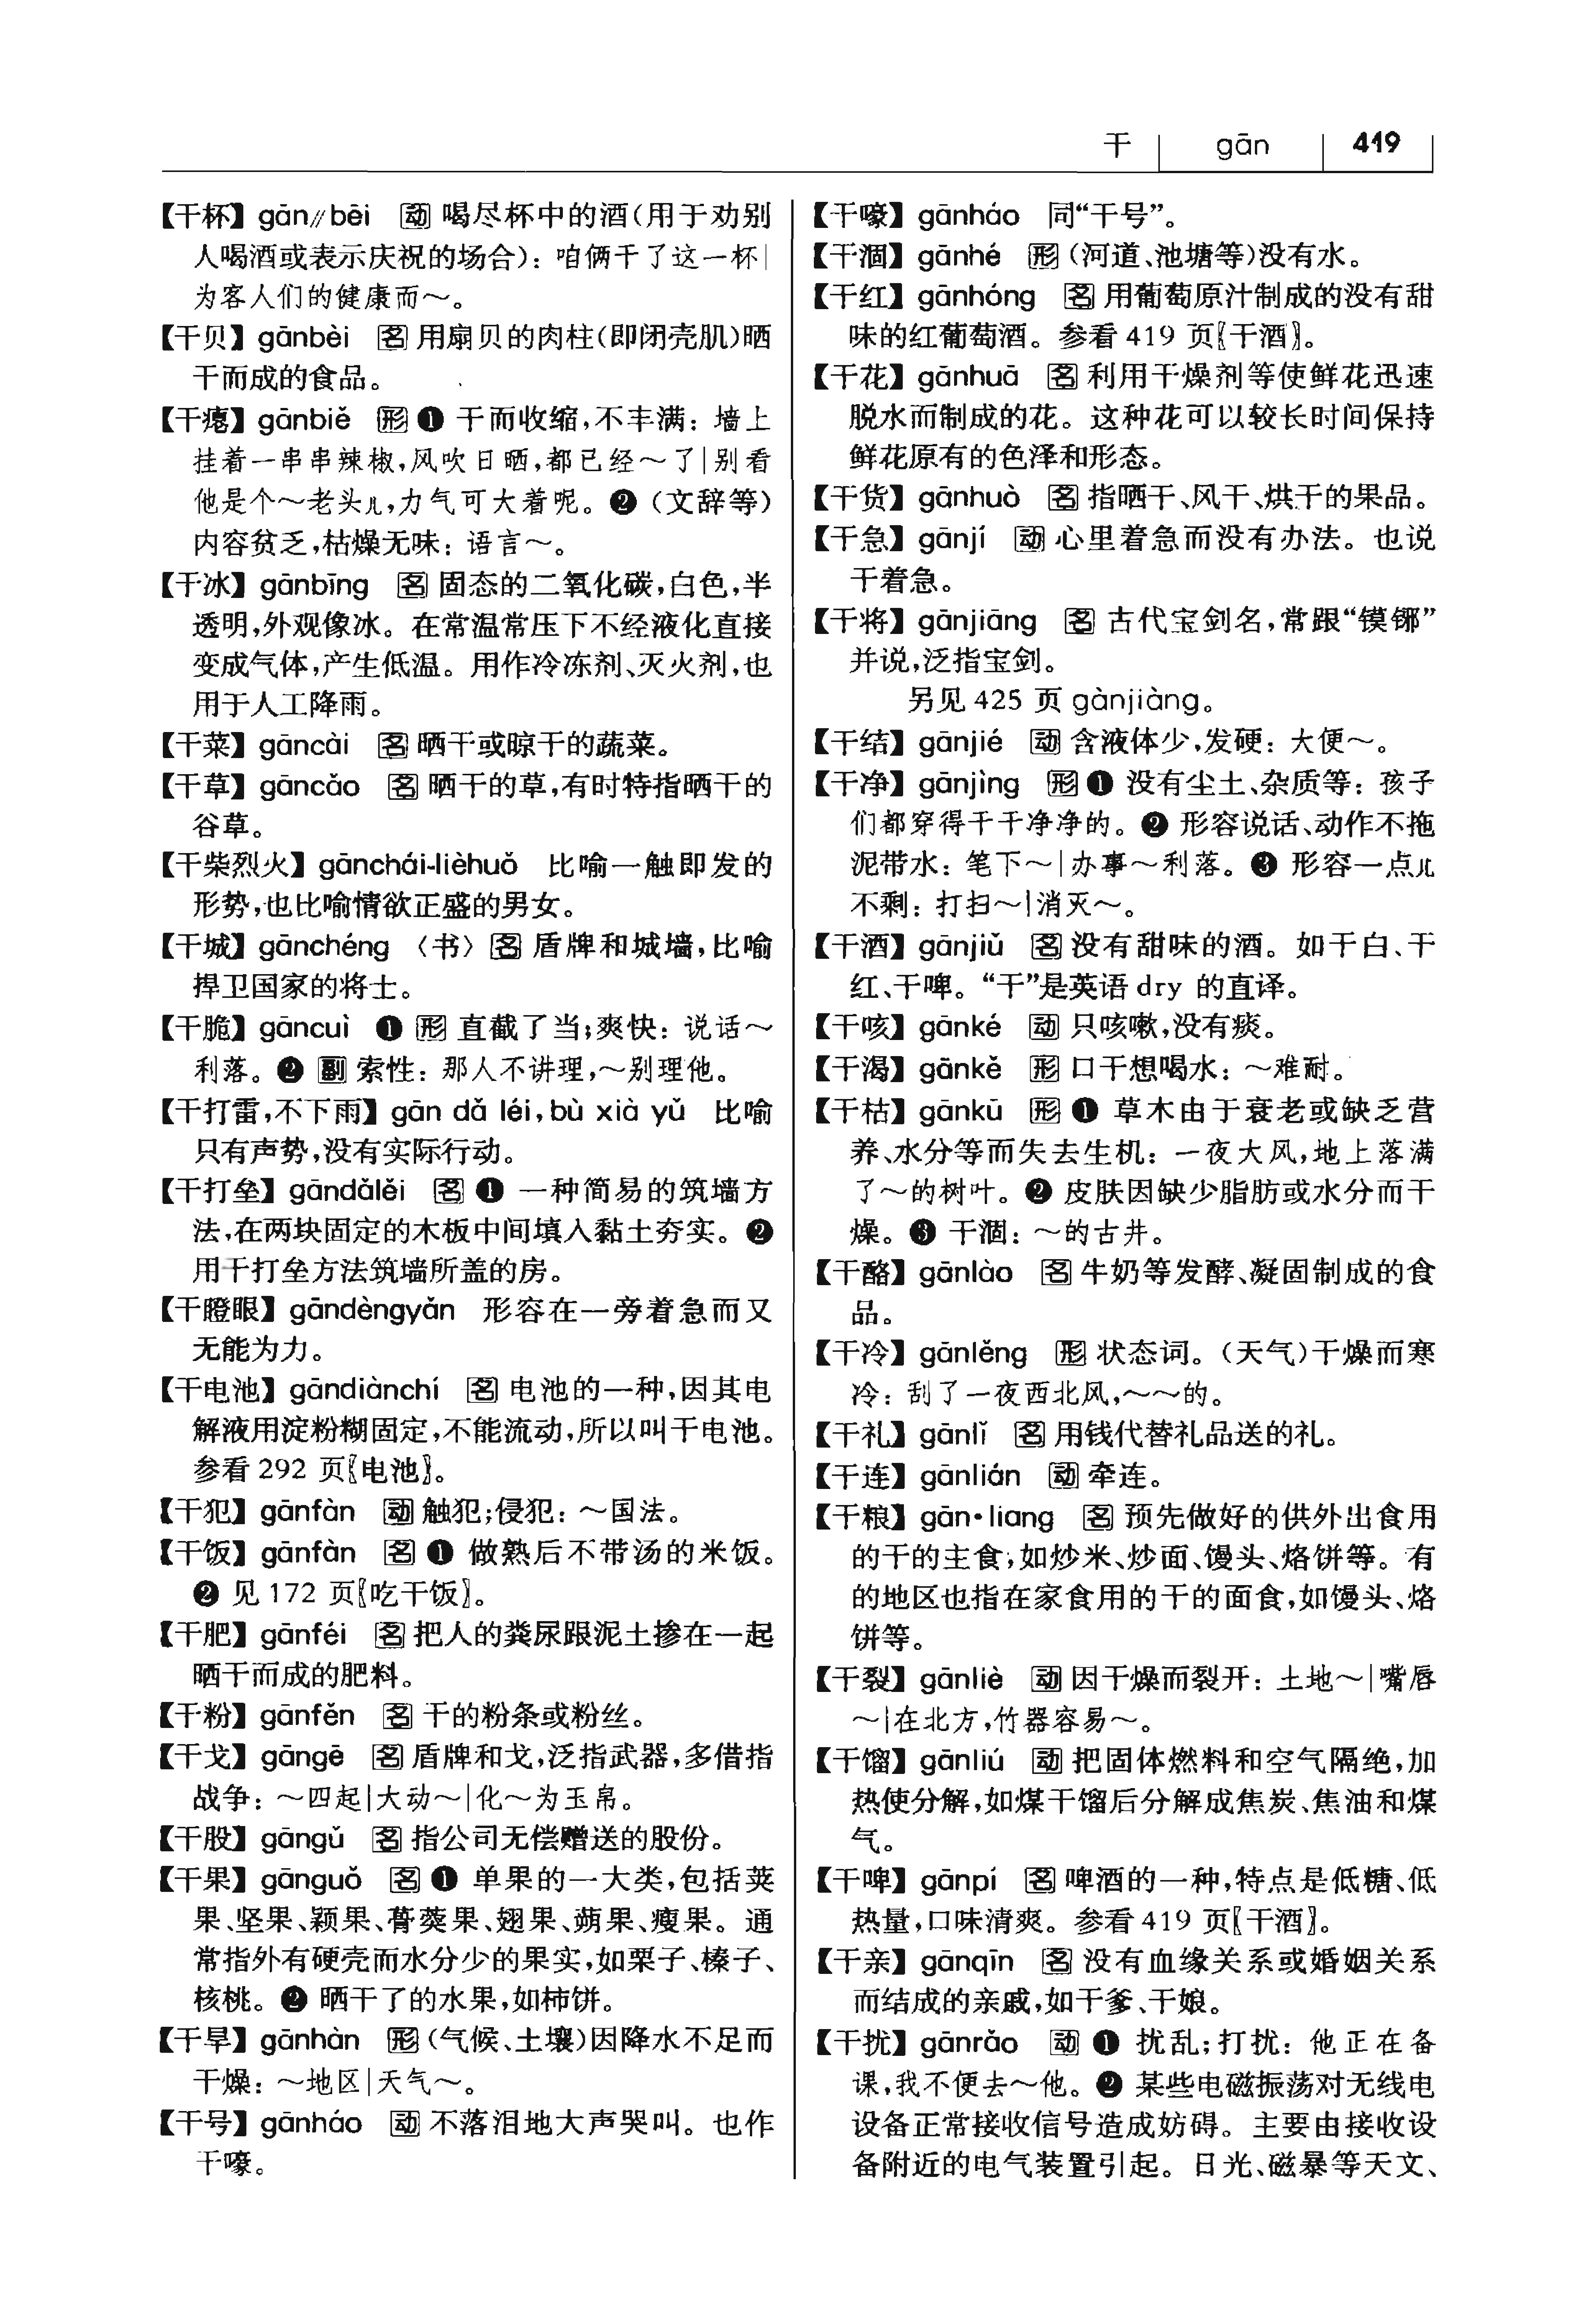 干 gān 419
【干杯】gān∥bēi 动 喝尽杯中的酒(用于劝别
人喝酒或表示庆祝的场合)：咱俩干了这一杯|
为客人们的健康而～。
【干贝】gānbèi 名 用扇贝的肉柱(即闭壳肌)晒
干而成的食品。
【干瘪】gānbiě 形 ❶ 干而收缩,不丰满：墙上
挂着一串串辣椒,风吹日晒,都已经～了|别看
他是个～老头儿,力气可大着呢。❷（文辞等）
内容贫乏,枯燥无味：语言～。
【干冰】gānbīng 名 固态的二氧化碳,白色,半
透明,外观像冰。在常温常压下不经液化直接
变成气体,产生低温。用作冷冻剂、灭火剂,也
用于人工降雨。
【干菜】gāncài 名 晒干或晾干的蔬菜。
【干草】gāncǎo 名 晒干的草,有时特指晒干的
谷草。
【干柴烈火】gānchái-lièhuǒ 比喻一触即发的
形势,也比喻情欲正盛的男女。
【干城】gānchéng 〈书〉名 盾牌和城墙,比喻
捍卫国家的将士。
【干脆】gāncuì ❶ 形 直截了当;爽快：说话～
利落。❷ 副 索性：那人不讲理,～别理他。
【干打雷,不下雨】gān dǎ léi, bù xià yǔ 比喻
只有声势,没有实际行动。
【干打垒】gāndǎlěi 名 ❶ 一种简易的筑墙方
法,在两块固定的木板中间填入黏土夯实。❷
用干打垒方法筑墙所盖的房。
【干瞪眼】gāndèngyǎn 形容在一旁着急而又
无能为力。
【干电池】gāndiànchí 名 电池的一种,因其电
解液用淀粉糊固定,不能流动,所以叫干电池。
参看 292 页〖电池〗。
【干犯】gānfàn 动 触犯;侵犯：～国法。
【干饭】gānfàn 名 ❶ 做熟后不带汤的米饭。
❷ 见 172 页〖吃干饭〗。
【干肥】gānféi 名 把人的粪尿跟泥土掺在一起
晒干而成的肥料。
【干粉】gānfěn 名 干的粉条或粉丝。
【干戈】gāngē 名 盾牌和戈,泛指武器,多借指
战争：～四起|大动～|化～为玉帛。
【干股】gāngǔ 名 指公司无偿赠送的股份。
【干果】gānguǒ 名 ❶ 单果的一大类,包括荚
果、坚果、颖果、蓇葖果、翅果、蒴果、瘦果。通
常指外有硬壳而水分少的果实,如栗子、榛子、
核桃。❷ 晒干了的水果,如柿饼。
【干旱】gānhàn 形 (气候、土壤)因降水不足而
干燥：～地区|天气～。
【干号】gānháo 动 不落泪地大声哭叫。也作
干嚎。
【干嚎】gānháo 同“干号”。
【干涸】gānhé 形 (河道、池塘等)没有水。
【干红】gānhóng 名 用葡萄原汁制成的没有甜
味的红葡萄酒。参看 419 页〖干酒〗。
【干花】gānhuā 名 利用干燥剂等使鲜花迅速
脱水而制成的花。这种花可以较长时间保持
鲜花原有的色泽和形态。
【干货】gānhuò 名 指晒干、风干、烘干的果品。
【干急】gānjí 动 心里着急而没有办法。也说
干着急。
【干将】gānjiāng 名 古代宝剑名,常跟“镆铘”
并说,泛指宝剑。
另见 425 页 gànjiàng。
【干结】gānjié 动 含液体少,发硬：大便～。
【干净】gānjìng 形 ❶ 没有尘土、杂质等：孩子
们都穿得干干净净的。❷ 形容说话、动作不拖
泥带水：笔下～|办事～利落。❸ 形容一点儿
不剩：打扫～|消灭～。
【干酒】gānjiǔ 名 没有甜味的酒。如干白、干
红、干啤。“干”是英语 dry 的直译。
【干咳】gānké 动 只咳嗽,没有痰。
【干渴】gānkě 形 口干想喝水：～难耐。
【干枯】gānkū 形 ❶ 草木由于衰老或缺乏营
养、水分等而失去生机：一夜大风,地上落满
了～的树叶。❷ 皮肤因缺少脂肪或水分而干
燥。❸ 干涸：～的古井。
【干酪】gānlào 名 牛奶等发酵、凝固制成的食
品。
【干冷】gānlěng 形 状态词。（天气)干燥而寒
冷：刮了一夜西北风,～～的。
【干礼】gānlǐ 名 用钱代替礼品送的礼。
【干连】gānlián 动 牵连。
【干粮】gān·liang 名 预先做好的供外出食用
的干的主食,如炒米、炒面、馒头、烙饼等。有
的地区也指在家食用的干的面食,如馒头、烙
饼等。
【干裂】gānliè 动 因干燥而裂开：土地～|嘴唇
～|在北方,竹器容易～。
【干馏】gānliú 动 把固体燃料和空气隔绝,加
热使分解,如煤干馏后分解成焦炭、焦油和煤
气。
【干啤】gānpí 名 啤酒的一种,特点是低糖、低
热量,口味清爽。参看 419 页〖干酒〗。
【干亲】gānqīn 名 没有血缘关系或婚姻关系
而结成的亲戚,如干爹、干娘。
【干扰】gānrǎo 动 ❶ 扰乱;打扰：他正在备
课,我不便去～他。❷ 某些电磁振荡对无线电
设备正常接收信号造成妨碍。主要由接收设
备附近的电气装置引起。日光、磁暴等天文、